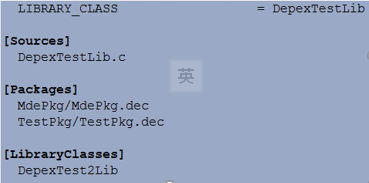 LIBRARY_CLASS = DepexTestLib
[Sources]
DepexTestLib.c
英
[Packages]
MdePkg/MdePkg.dec
TestPkg/TestPkg.dec
[LibraryClasses]
DepexTest2Lib